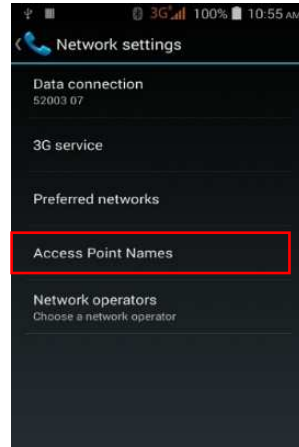 3G 100% 10:55 AM
Network settings
Data connection
52003 07
3G service
Preferred networks
Access Point Names
Network operators
Choose a network operator